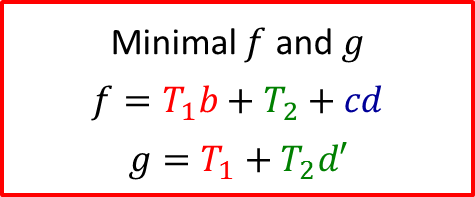 Minimal f and g
f = T₁b + T₂ + cd
g = T₁ + T₂d′